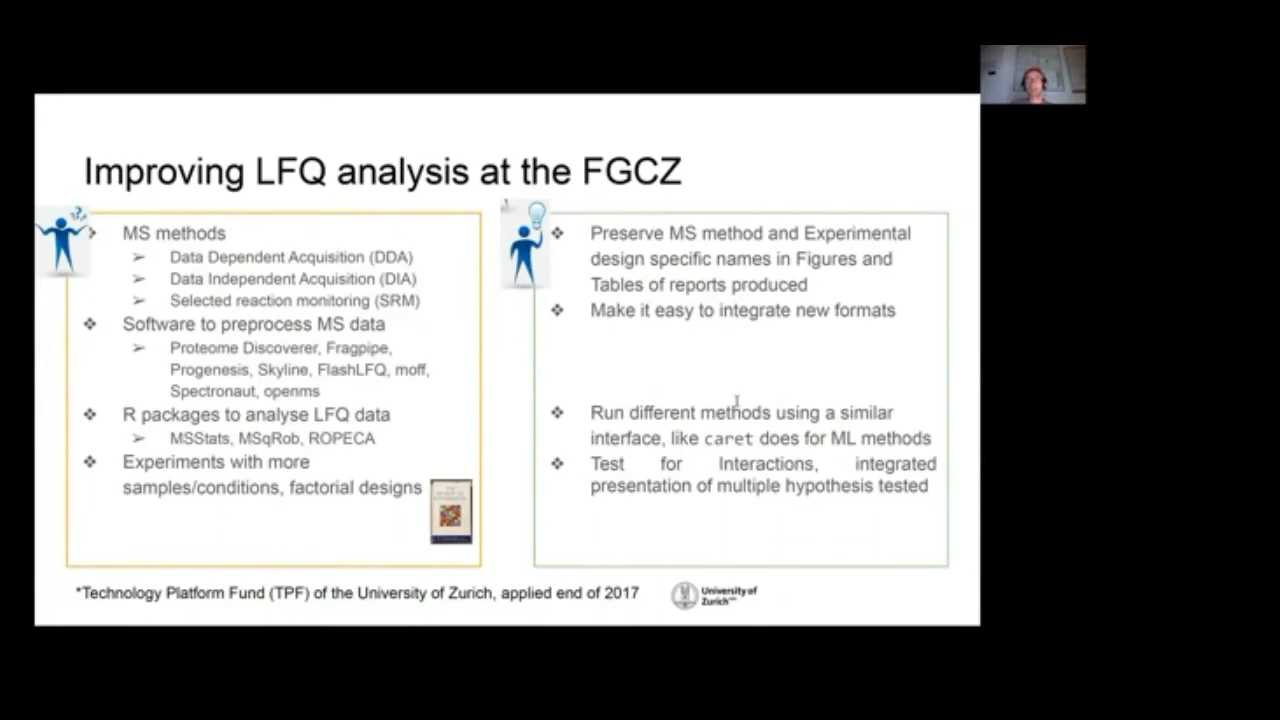 Improving LFQ analysis at the FGCZ
❖ MS methods
➢ Data Dependent Acquisition (DDA)
➢ Data Independent Acquisition (DIA)
➢ Selected reaction monitoring (SRM)
❖ Software to preprocess MS data
➢ Proteome Discoverer, Fragpipe,
Progenesis, Skyline, FlashLFQ, moff,
Spectronaut, openms
❖ R packages to analyse LFQ data
➢ MSStats, MSqRob, ROPECA
❖ Experiments with more
samples/conditions, factorial designs
❖ Preserve MS method and Experimental
design specific names in Figures and
Tables of reports produced
❖ Make it easy to integrate new formats
❖ Run different methods using a similar
interface, like caret does for ML methods
❖ Test for Interactions, integrated
presentation of multiple hypothesis tested
*Technology Platform Fund (TPF) of the University of Zurich, applied end of 2017
University of
Zurich